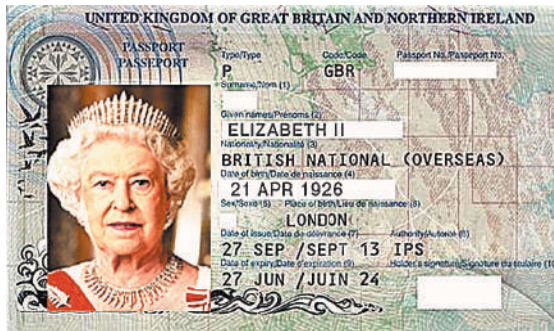 UNITED KINGDOM OF GREAT BRITAIN AND NORTHERN IRELAND
PASSPORT
PASSEPORT
Type/Type Code/Code Passport No./Passeport No.
P GBR
Surname/Nom (1)
Given names/Prénoms (2)
ELIZABETH II
Nationality/Nationalité (3)
BRITISH NATIONAL (OVERSEAS)
Date of birth/Date de naissance (4)
21 APR 1926
Sex/Sexe (5) Place of birth/Lieu de naissance (6)
LONDON
Date of issue/Date de délivrance (7) Authority/Autorité (8)
27 SEP /SEPT 13 IPS
Date of expiry/Date d'expiration (9) Holder's signature/Signature du titulaire (10
27 JUN /JUIN 24